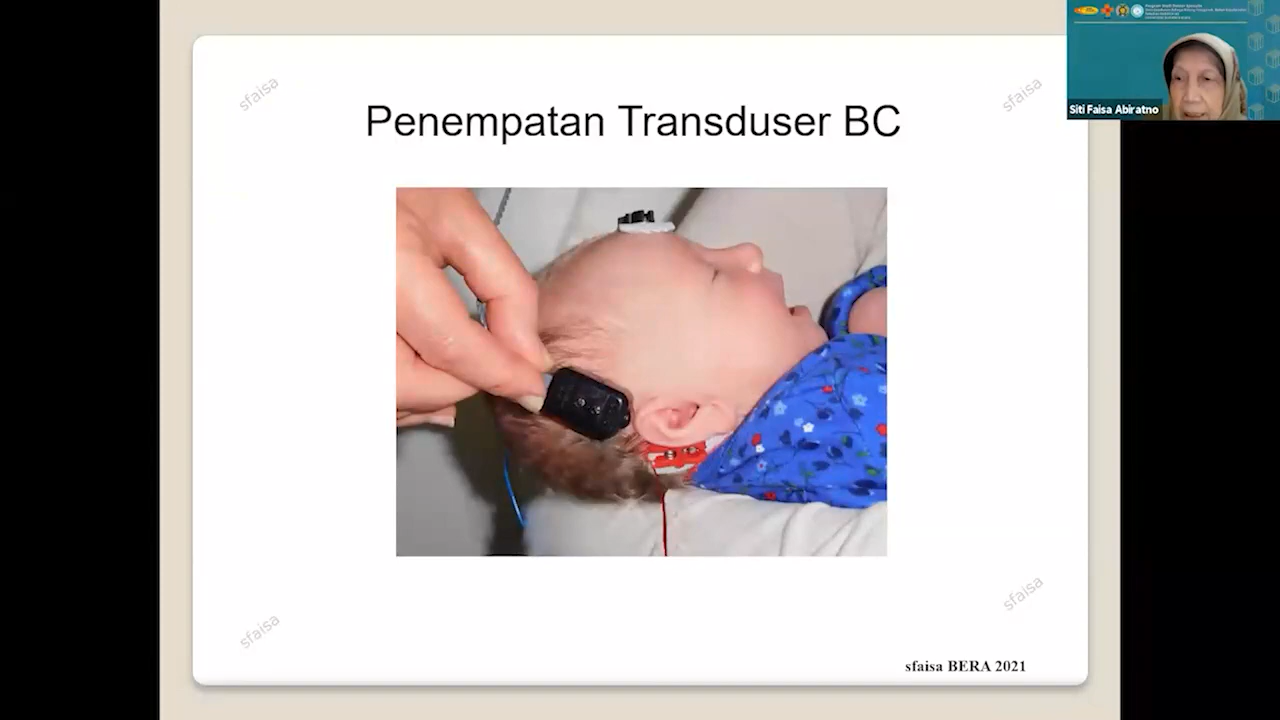 sfaisa
sfaisa
Penempatan Transduser BC
Siti Faisa Abiratno
sfaisa
sfaisa
sfaisa BERA 2021